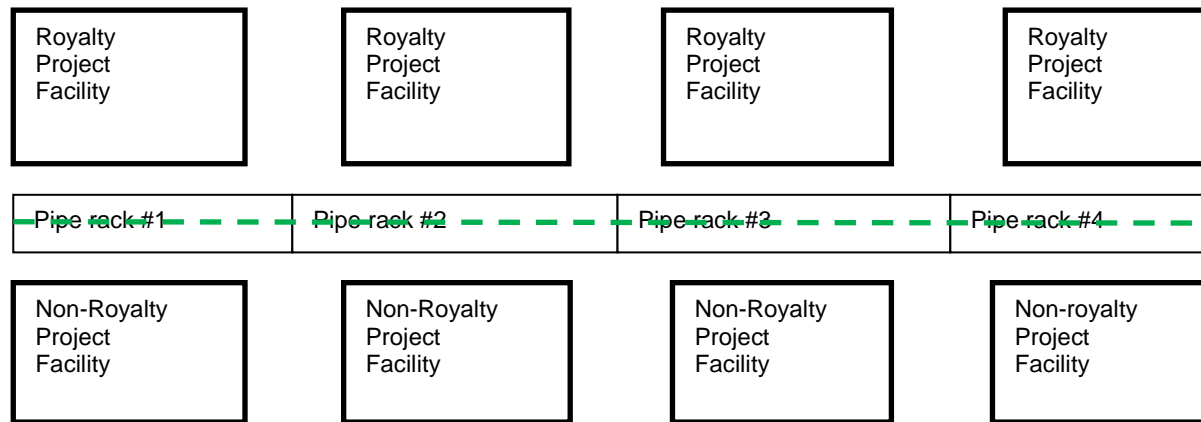 Royalty
Project
Facility
Royalty
Project
Facility
Royalty
Project
Facility
Royalty
Project
Facility
Pipe rack #1
Pipe rack #2
Pipe rack #3
Pipe rack #4
Non-Royalty
Project
Facility
Non-Royalty
Project
Facility
Non-Royalty
Project
Facility
Non-royalty
Project
Facility